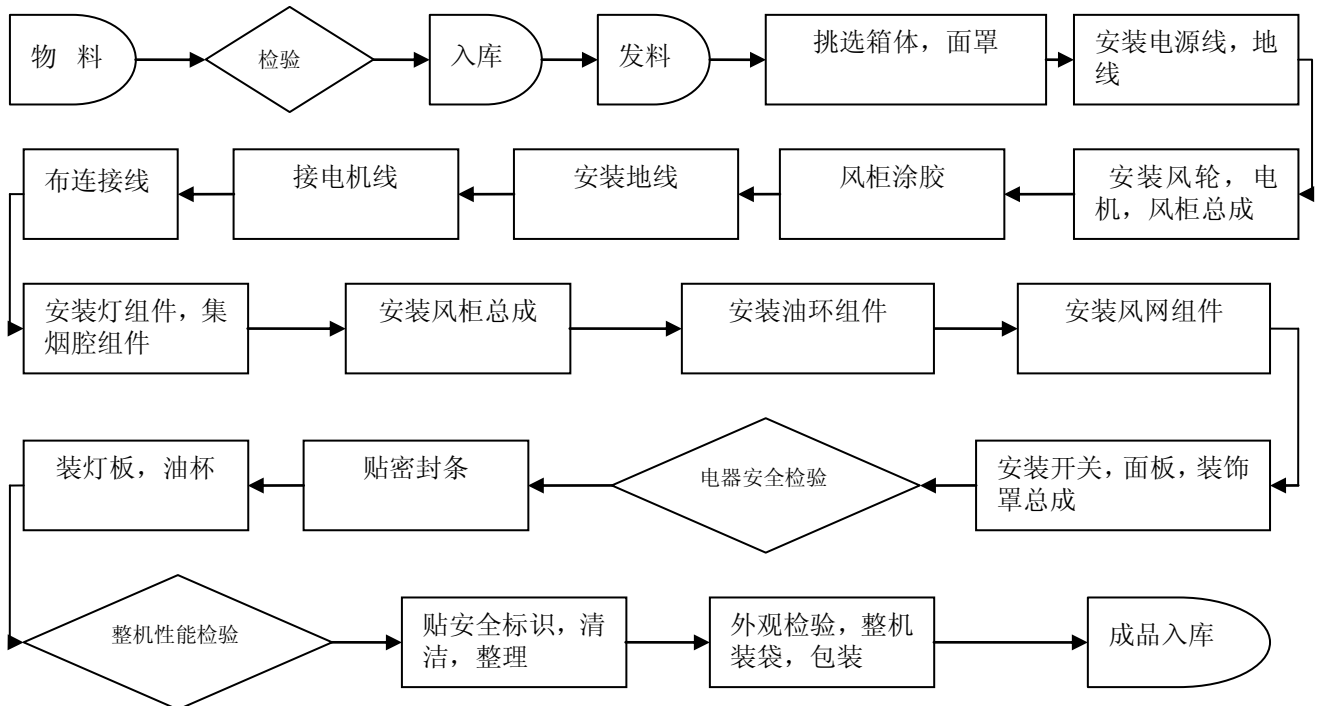 物 料
检验
入库
发料
挑选箱体，面罩
安装电源线，地
线
布连接线
接电机线
安装地线
风柜涂胶
安装风轮，电
机，风柜总成
安装灯组件，集
烟腔组件
安装风柜总成
安装油环组件
安装风网组件
装灯板，油杯
贴密封条
电器安全检验
安装开关，面板，装饰
罩总成
整机性能检验
贴安全标识，清
洁，整理
外观检验，整机
装袋，包装
成品入库